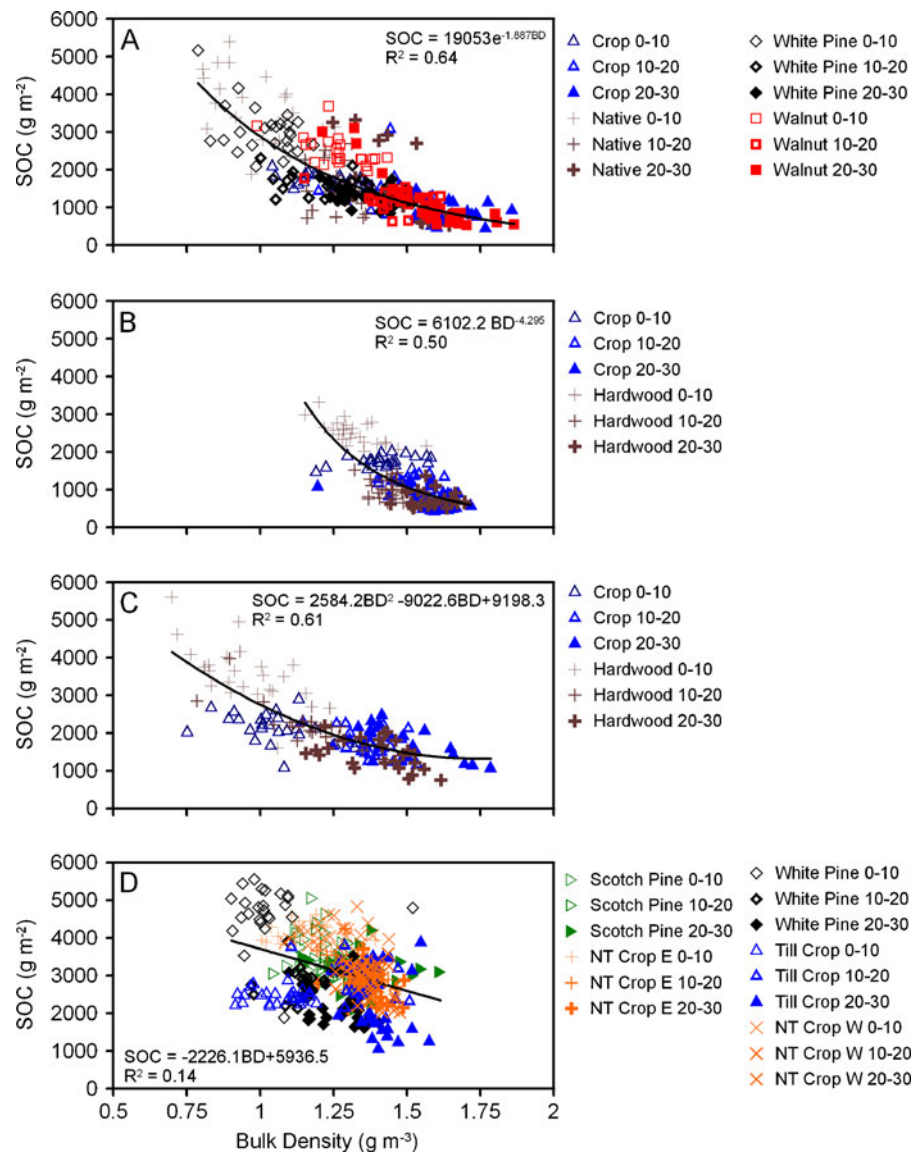 A
SOC = 19053e^-1.887BD
R² = 0.64
SOC (g m⁻²)
6000
5000
4000
3000
2000
1000
0
Crop 0-10
Crop 10-20
Crop 20-30
Native 0-10
Native 10-20
Native 20-30
White Pine 0-10
White Pine 10-20
White Pine 20-30
Walnut 0-10
Walnut 10-20
Walnut 20-30
B
SOC = 6102.2 BD^-4.295
R² = 0.50
SOC (g m⁻²)
6000
5000
4000
3000
2000
1000
0
Crop 0-10
Crop 10-20
Crop 20-30
Hardwood 0-10
Hardwood 10-20
Hardwood 20-30
C
SOC = 2584.2BD² -9022.6BD+9198.3
R² = 0.61
SOC (g m⁻²)
6000
5000
4000
3000
2000
1000
0
Crop 0-10
Crop 10-20
Crop 20-30
Hardwood 0-10
Hardwood 10-20
Hardwood 20-30
D
SOC = -2226.1BD+5936.5
R² = 0.14
SOC (g m⁻²)
6000
5000
4000
3000
2000
1000
0
0.5 0.75 1 1.25 1.5 1.75 2
Bulk Density (g m⁻³)
Scotch Pine 0-10
Scotch Pine 10-20
Scotch Pine 20-30
NT Crop E 0-10
NT Crop E 10-20
NT Crop E 20-30
White Pine 0-10
White Pine 10-20
White Pine 20-30
Till Crop 0-10
Till Crop 10-20
Till Crop 20-30
NT Crop W 0-10
NT Crop W 10-20
NT Crop W 20-30